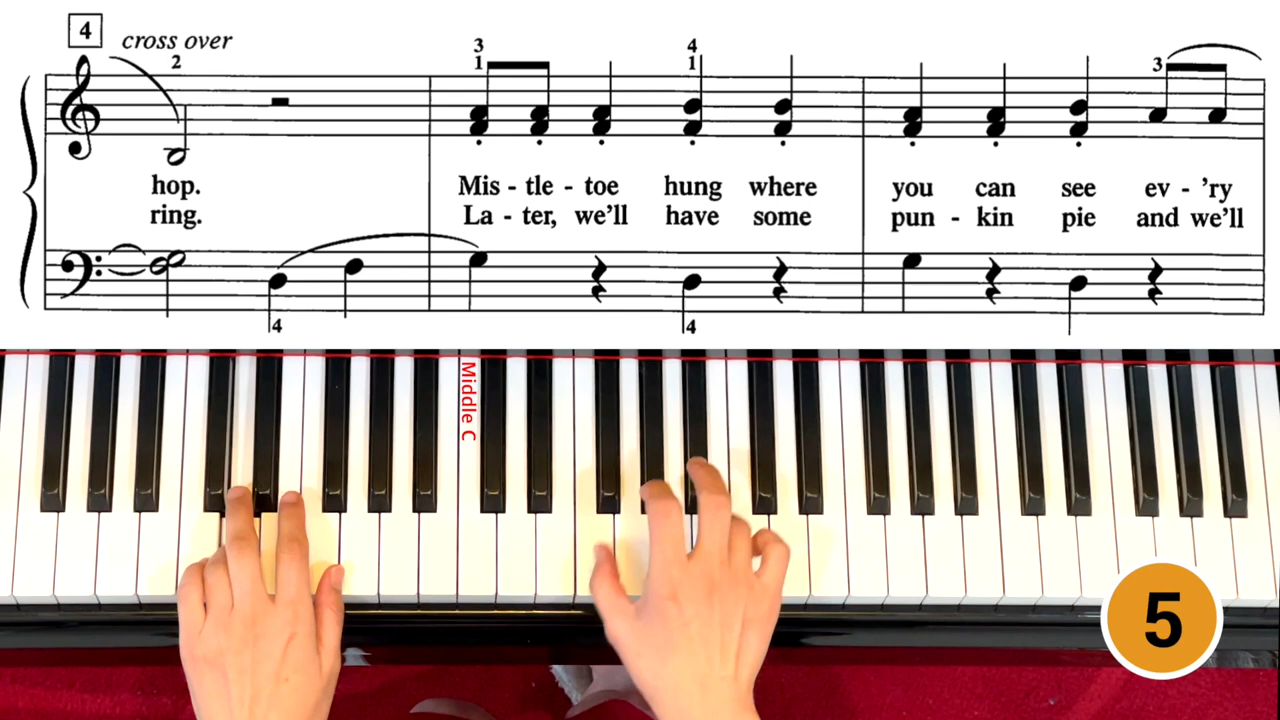 4 cross over
2 3 1 4 1 3
hop. Mis - tle - toe hung where you can see ev - 'ry
ring. La - ter, we'll have some pun - kin pie and we'll
4 4
Middle C
5